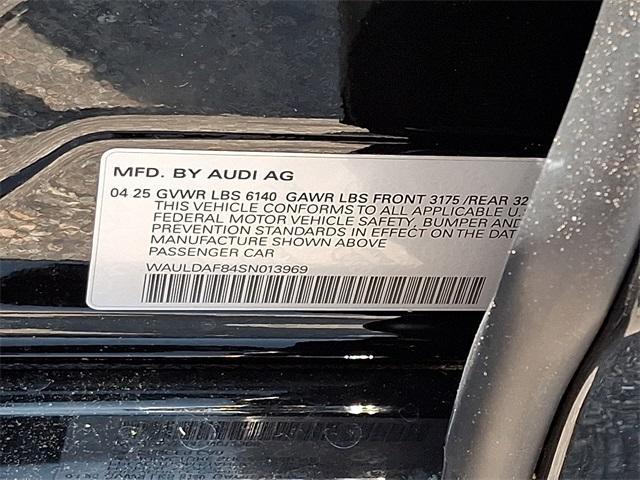 MFD. BY AUDI AG
04 25 GVWR LBS 6140 GAWR LBS FRONT 3175 /REAR 32
THIS VEHICLE CONFORMS TO ALL APPLICABLE U.
FEDERAL MOTOR VEHICLE SAFETY, BUMPER AND
PREVENTION STANDARDS IN EFFECT ON THE DAT
MANUFACTURE SHOWN ABOVE
PASSENGER CAR
WAULDAF84SN013969